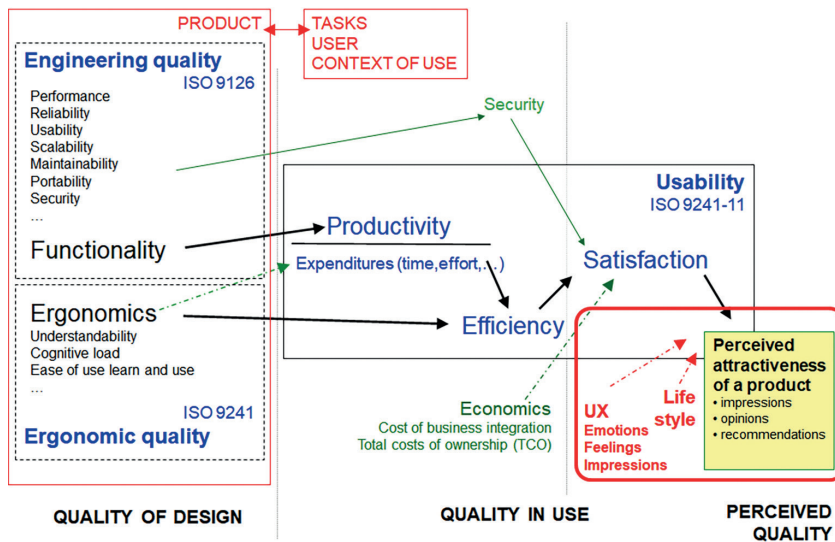 PRODUCT
TASKS
USER
CONTEXT OF USE
Engineering quality
ISO 9126
Performance
Reliability
Usability
Scalability
Maintainability
Portability
Security
...
Functionality
Ergonomics
Understandability
Cognitive load
Ease of use learn and use
...
ISO 9241
Ergonomic quality
Security
Usability
ISO 9241-11
Productivity
Expenditures (time,effort,...)
Satisfaction
Efficiency
Economics
Cost of business integration
Total costs of ownership (TCO)
UX
Emotions
Feelings
Impressions
Life
style
Perceived
attractiveness
of a product
• impressions
• opinions
• recommendations
QUALITY OF DESIGN
QUALITY IN USE
PERCEIVED
QUALITY